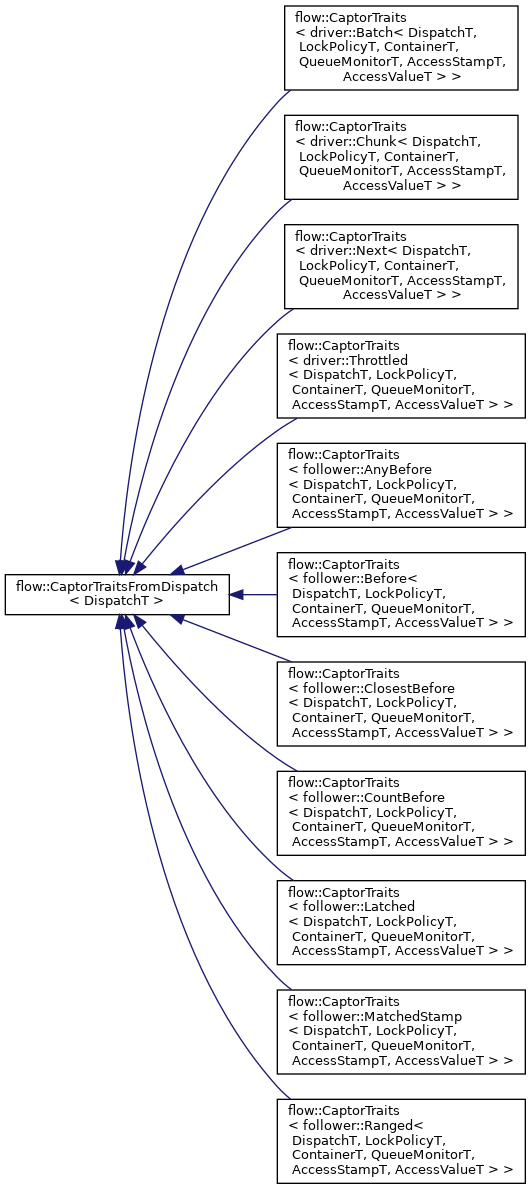 flow::CaptorTraits
< driver::Batch< DispatchT,
LockPolicyT, ContainerT,
QueueMonitorT, AccessStampT,
AccessValueT > >
flow::CaptorTraits
< driver::Chunk< DispatchT,
LockPolicyT, ContainerT,
QueueMonitorT, AccessStampT,
AccessValueT > >
flow::CaptorTraits
< driver::Next< DispatchT,
LockPolicyT, ContainerT,
QueueMonitorT, AccessStampT,
AccessValueT > >
flow::CaptorTraits
< driver::Throttled
< DispatchT, LockPolicyT,
ContainerT, QueueMonitorT,
AccessStampT, AccessValueT > >
flow::CaptorTraits
< follower::AnyBefore
< DispatchT, LockPolicyT,
ContainerT, QueueMonitorT,
AccessStampT, AccessValueT > >
flow::CaptorTraitsFromDispatch
< DispatchT >
flow::CaptorTraits
< follower::Before<
DispatchT, LockPolicyT,
ContainerT, QueueMonitorT,
AccessStampT, AccessValueT > >
flow::CaptorTraits
< follower::ClosestBefore
< DispatchT, LockPolicyT,
ContainerT, QueueMonitorT,
AccessStampT, AccessValueT > >
flow::CaptorTraits
< follower::CountBefore
< DispatchT, LockPolicyT,
ContainerT, QueueMonitorT,
AccessStampT, AccessValueT > >
flow::CaptorTraits
< follower::Latched
< DispatchT, LockPolicyT,
ContainerT, QueueMonitorT,
AccessStampT, AccessValueT > >
flow::CaptorTraits
< follower::MatchedStamp
< DispatchT, LockPolicyT,
ContainerT, QueueMonitorT,
AccessStampT, AccessValueT > >
flow::CaptorTraits
< follower::Ranged<
DispatchT, LockPolicyT,
ContainerT, QueueMonitorT,
AccessStampT, AccessValueT > >